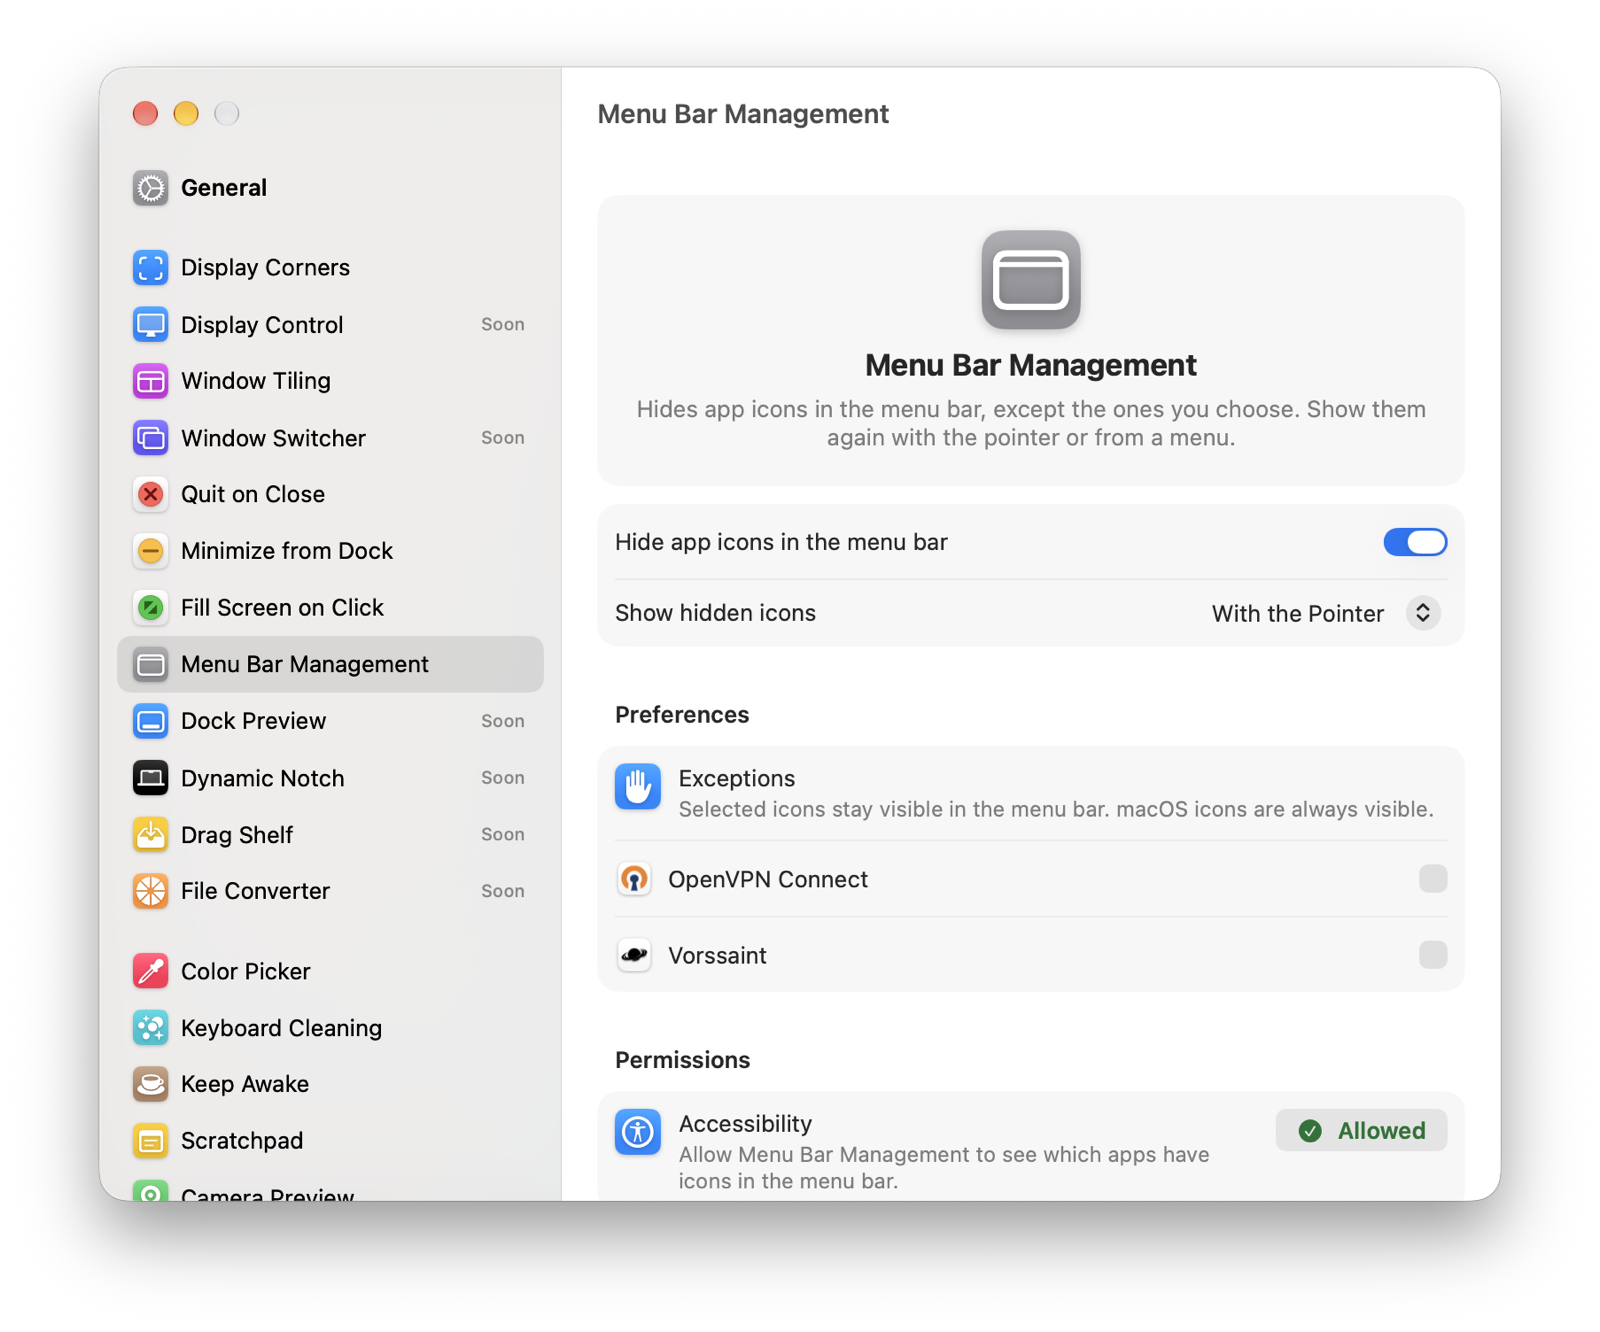 Menu Bar Management
General
Display Corners
Display Control Soon
Window Tiling
Window Switcher Soon
Quit on Close
Minimize from Dock
Fill Screen on Click
Menu Bar Management
Dock Preview Soon
Dynamic Notch Soon
Drag Shelf Soon
File Converter Soon
Color Picker
Keyboard Cleaning
Keep Awake
Scratchpad
Camera Preview
Menu Bar Management
Hides app icons in the menu bar, except the ones you choose. Show them
again with the pointer or from a menu.
Hide app icons in the menu bar
Show hidden icons With the Pointer
Preferences
Exceptions
Selected icons stay visible in the menu bar. macOS icons are always visible.
OpenVPN Connect
Vorssaint
Permissions
Accessibility
Allow Menu Bar Management to see which apps have
icons in the menu bar.
Allowed